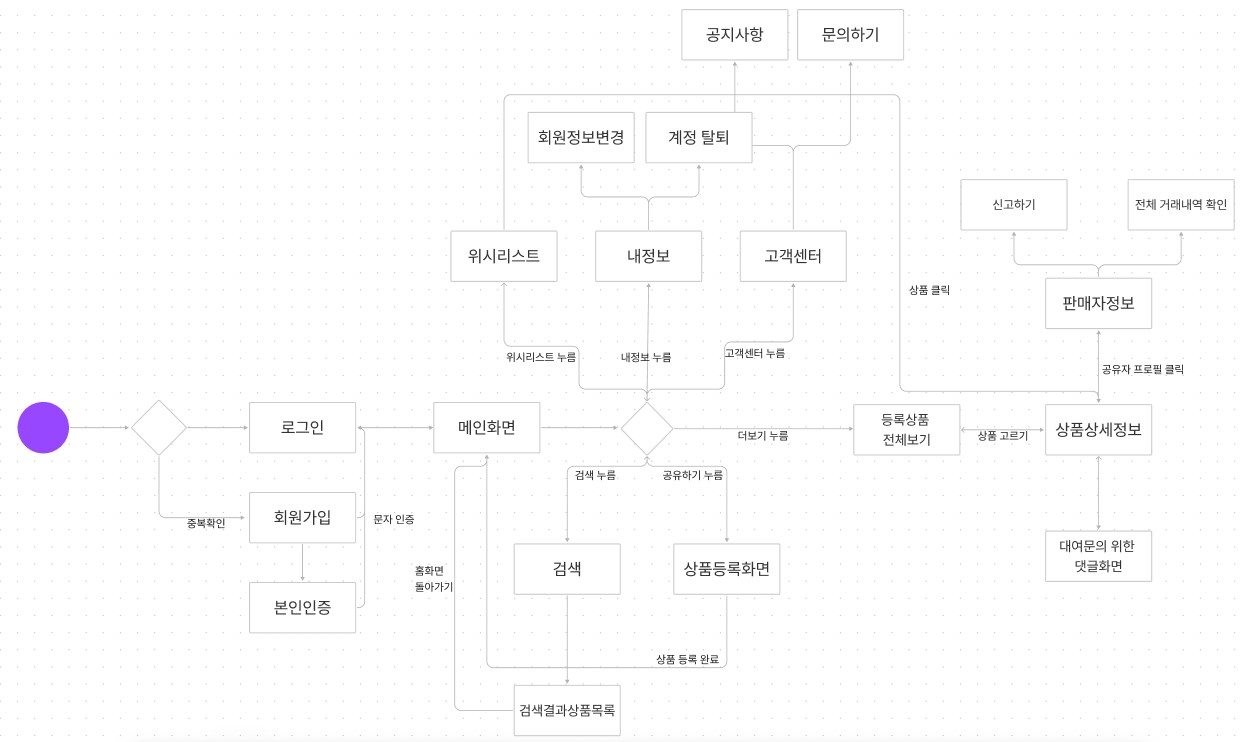 공지사항
문의하기
회원정보변경
계정 탈퇴
신고하기
전체 거래내역 확인
위시리스트
내정보
고객센터
상품 클릭
판매자정보
위시리스트 누름
내정보 누름
고객센터 누름
공유자 프로필 클릭
로그인
메인화면
더보기 누름
등록상품
전체보기
상품 고르기
상품상세정보
검색 누름
공유하기 누름
중복확인
회원가입
문자 인증
대여문의 위한
댓글화면
홈화면
돌아가기
검색
상품등록화면
본인인증
상품 등록 완료
검색결과상품목록